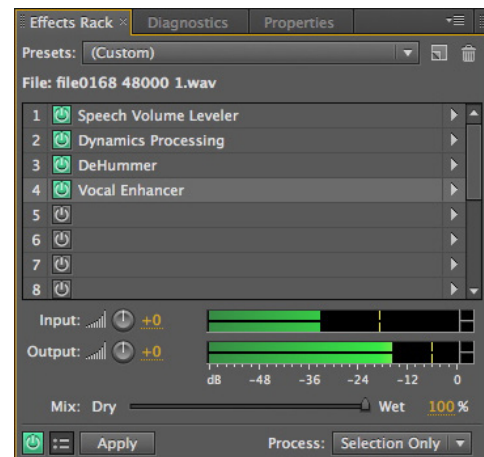 Effects Rack × Diagnostics Properties
Presets: (Custom)
File: file0168 48000 1.wav
1 Speech Volume Leveler
2 Dynamics Processing
3 DeHummer
4 Vocal Enhancer
5
6
7
8
Input: +0
Output: +0
dB -48 -36 -24 -12 0
Mix: Dry Wet 100 %
Apply Process: Selection Only